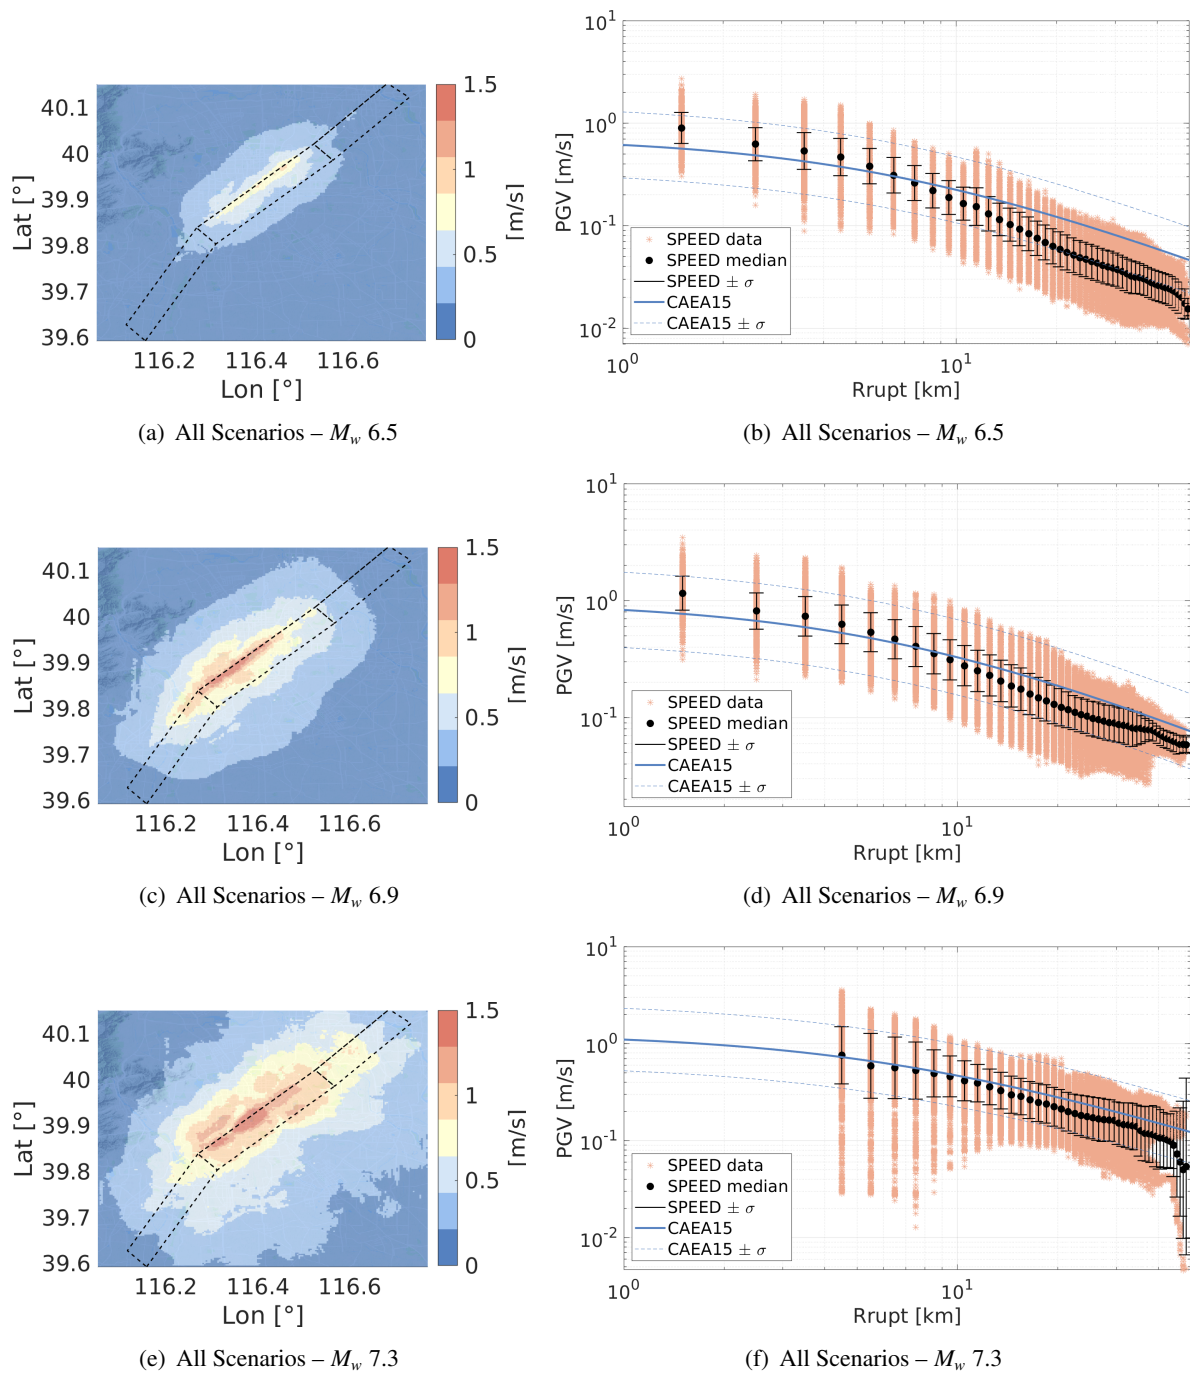 40.1
40
39.9
39.8
39.7
39.6
Lat [°]
116.2 116.4 116.6
Lon [°]
1.5
1
0.5
0
[m/s]
(a) All Scenarios – Mw 6.5
10^1
10^0
10^-1
10^-2
PGV [m/s]
SPEED data
SPEED median
SPEED ± σ
CAEA15
CAEA15 ± σ
10^0 10^1
Rrupt [km]
(b) All Scenarios – Mw 6.5
40.1
40
39.9
39.8
39.7
39.6
Lat [°]
116.2 116.4 116.6
Lon [°]
1.5
1
0.5
0
[m/s]
(c) All Scenarios – Mw 6.9
10^1
10^0
10^-1
PGV [m/s]
SPEED data
SPEED median
SPEED ± σ
CAEA15
CAEA15 ± σ
10^0 10^1
Rrupt [km]
(d) All Scenarios – Mw 6.9
40.1
40
39.9
39.8
39.7
39.6
Lat [°]
116.2 116.4 116.6
Lon [°]
1.5
1
0.5
0
[m/s]
(e) All Scenarios – Mw 7.3
10^1
10^0
10^-1
10^-2
PGV [m/s]
SPEED data
SPEED median
SPEED ± σ
CAEA15
CAEA15 ± σ
10^0 10^1
Rrupt [km]
(f) All Scenarios – Mw 7.3